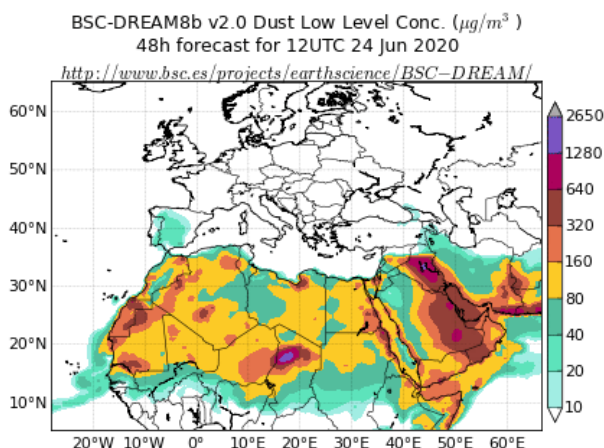 BSC-DREAM8b v2.0 Dust Low Level Conc. (μg/m³ )
48h forecast for 12UTC 24 Jun 2020
http://www.bsc.es/projects/earthscience/BSC−DREAM/
60°N
50°N
40°N
30°N
20°N
10°N
20°W 10°W 0° 10°E 20°E 30°E 40°E 50°E 60°E
2650
1280
640
320
160
80
40
20
10